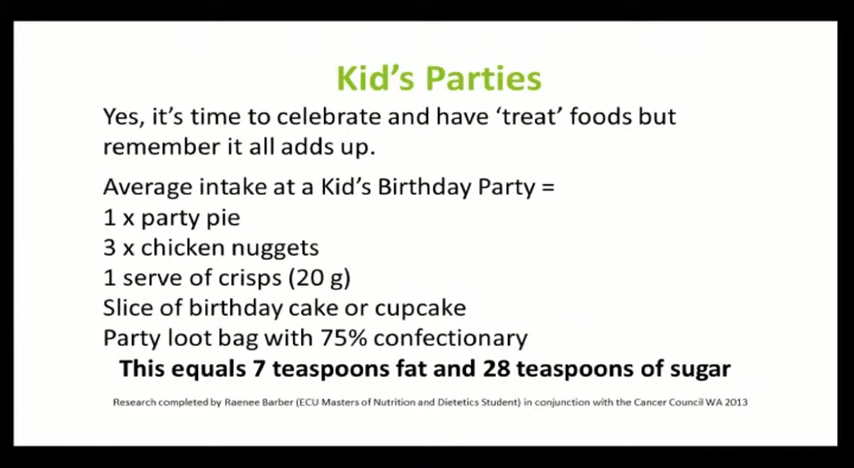 Kid's Parties
Yes, it's time to celebrate and have 'treat' foods but
remember it all adds up.
Average intake at a Kid's Birthday Party =
1 x party pie
3 x chicken nuggets
1 serve of crisps (20 g)
Slice of birthday cake or cupcake
Party loot bag with 75% confectionary
This equals 7 teaspoons fat and 28 teaspoons of sugar
Research completed by Raenee Barber (ECU Masters of Nutrition and Dietetics Student) in conjunction with the Cancer Council WA 2013